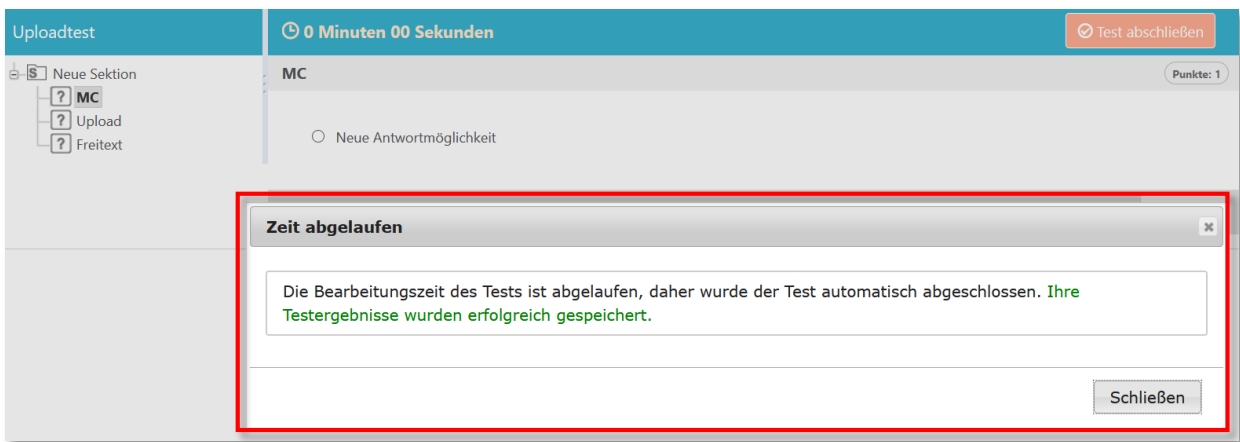 Uploadtest
0 Minuten 00 Sekunden
Test abschließen
S Neue Sektion
? MC
? Upload
? Freitext
MC
Punkte: 1
Neue Antwortmöglichkeit
Zeit abgelaufen
Die Bearbeitungszeit des Tests ist abgelaufen, daher wurde der Test automatisch abgeschlossen. Ihre
Testergebnisse wurden erfolgreich gespeichert.
Schließen